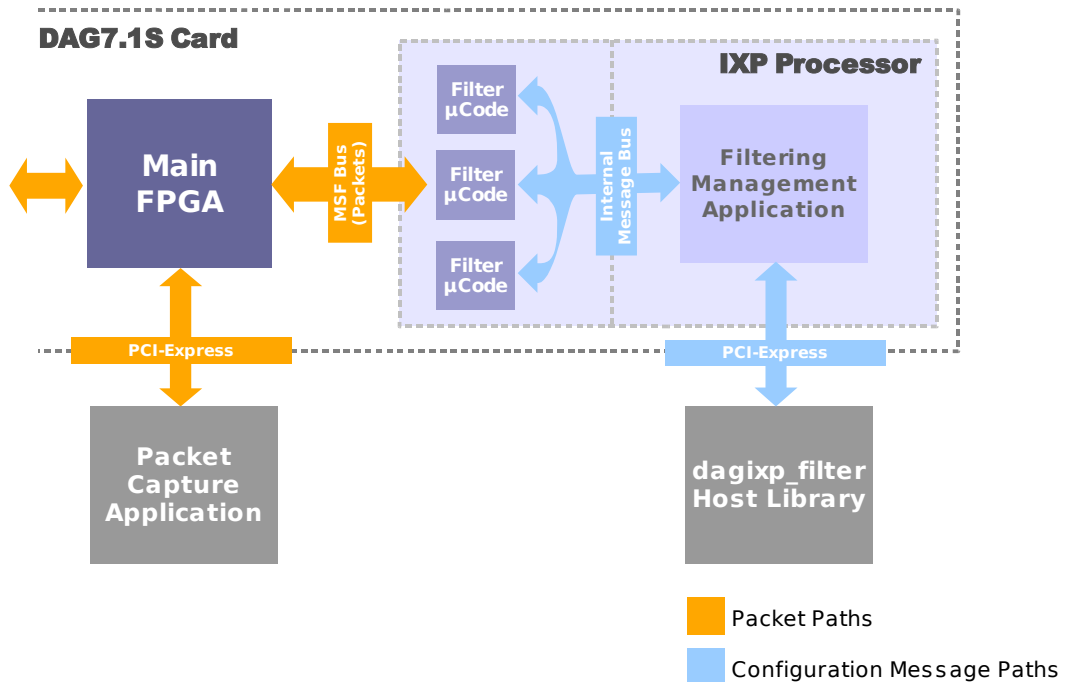 DAG7.1S Card
IXP Processor
Main
FPGA
MSF Bus
(Packets)
Filter
µCode
Filter
µCode
Filter
µCode
Internal
Message Bus
Filtering
Management
Application
PCI-Express
PCI-Express
Packet
Capture
Application
dagixp_filter
Host Library
Packet Paths
Configuration Message Paths